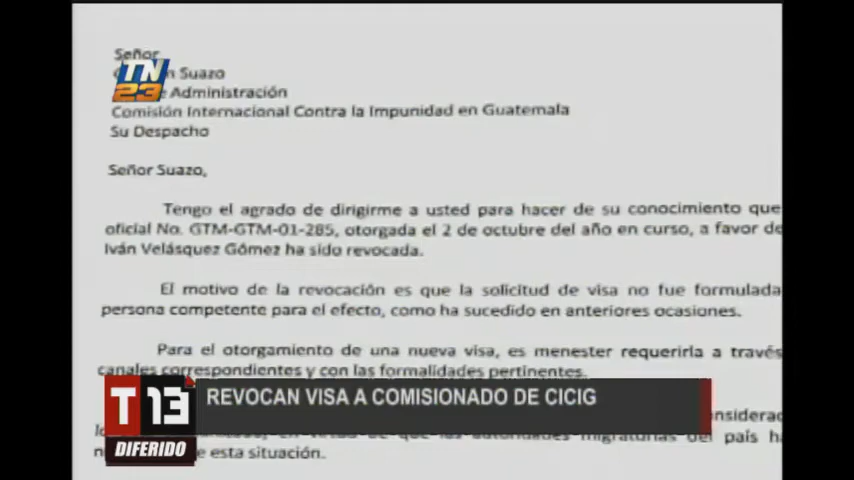 Señor
TN
23
n Suazo
e Administración
Comisión Internacional Contra la Impunidad en Guatemala
Su Despacho
Señor Suazo,
Tengo el agrado de dirigirme a usted para hacer de su conocimiento que
oficial No. GTM-GTM-01-285, otorgada el 2 de octubre del año en curso, a favor de
Iván Velásquez Gómez ha sido revocada.
El motivo de la revocación es que la solicitud de visa no fue formulada
persona competente para el efecto, como ha sucedido en anteriores ocasiones.
Para el otorgamiento de una nueva visa, es menester requerirla a través
canales correspondientes y con las formalidades pertinentes.
T 13
DIFERIDO
REVOCAN VISA A COMISIONADO DE CICIG
del país
e esta situación.